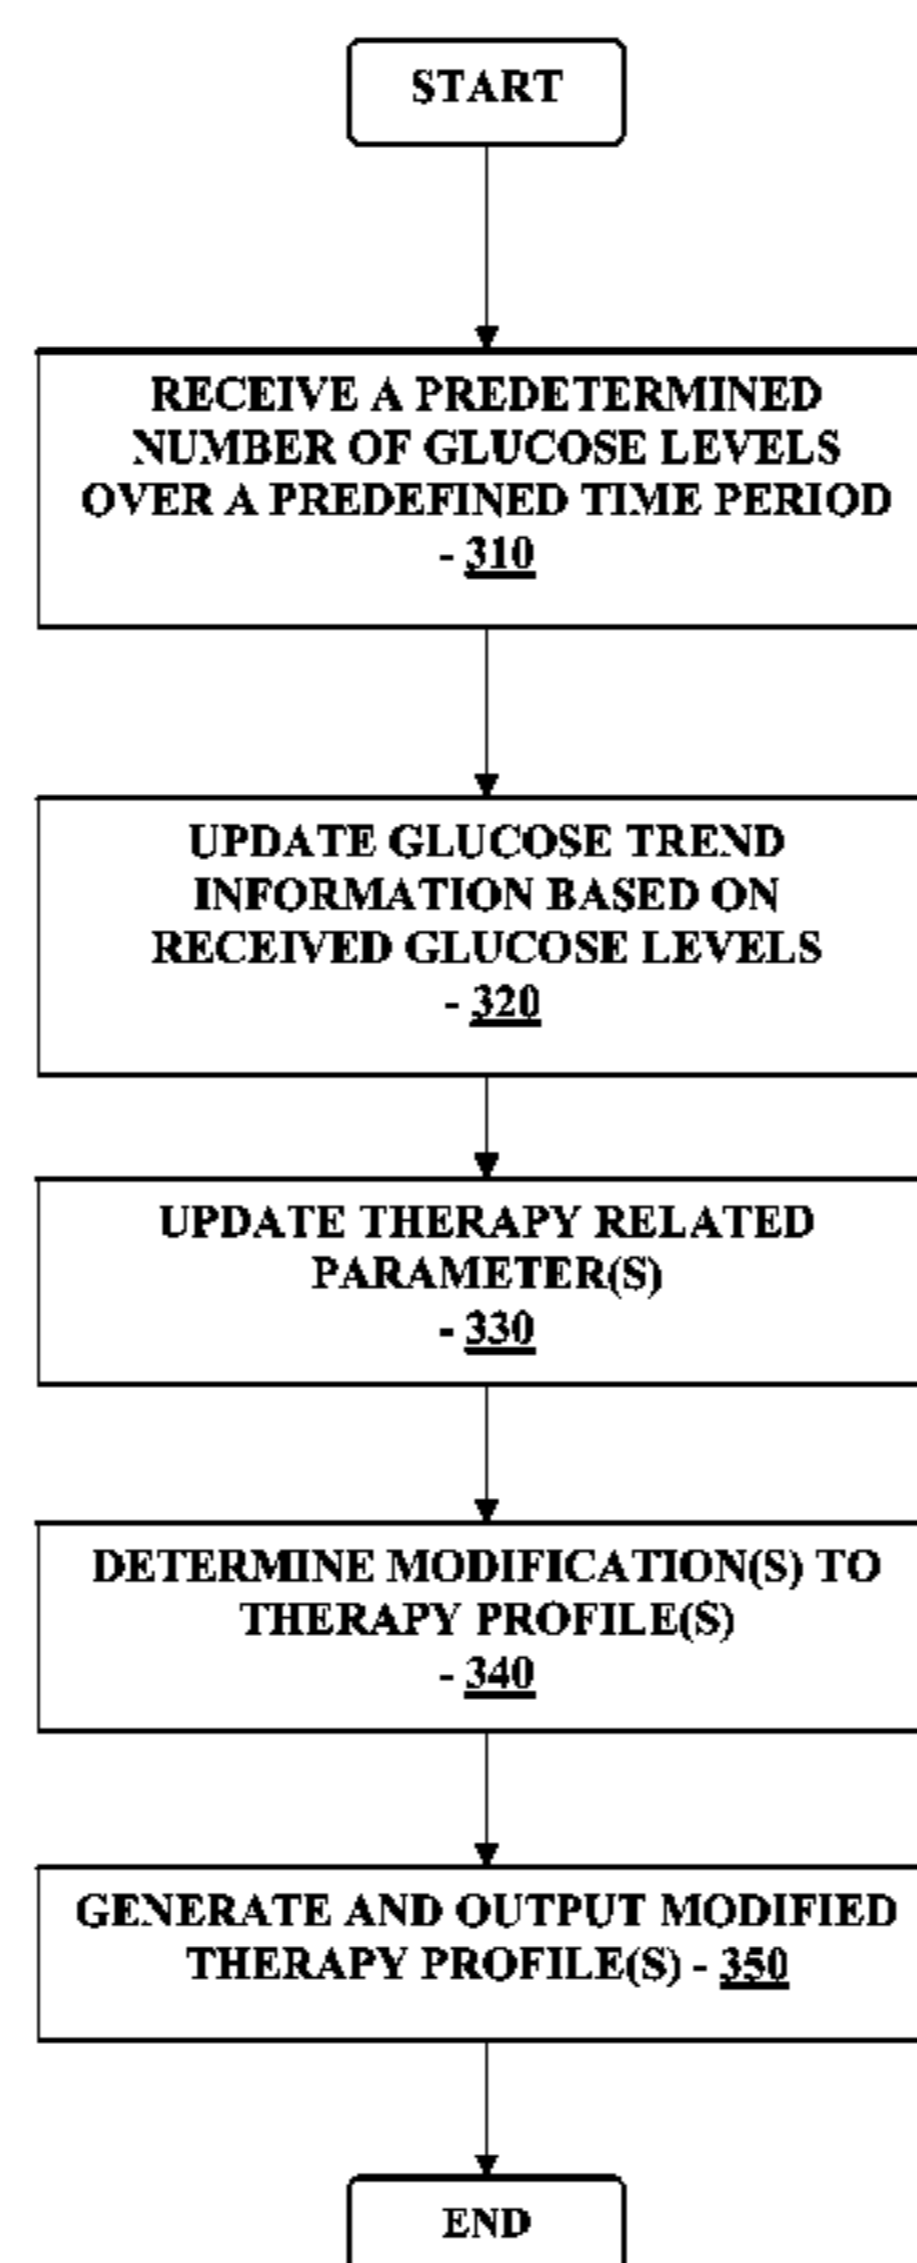 START
RECEIVE A PREDETERMINED
NUMBER OF GLUCOSE LEVELS
OVER A PREDEFINED TIME PERIOD
- 310
UPDATE GLUCOSE TREND
INFORMATION BASED ON
RECEIVED GLUCOSE LEVELS
- 320
UPDATE THERAPY RELATED
PARAMETER(S)
- 330
DETERMINE MODIFICATION(S) TO
THERAPY PROFILE(S)
- 340
GENERATE AND OUTPUT MODIFIED
THERAPY PROFILE(S) - 350
END